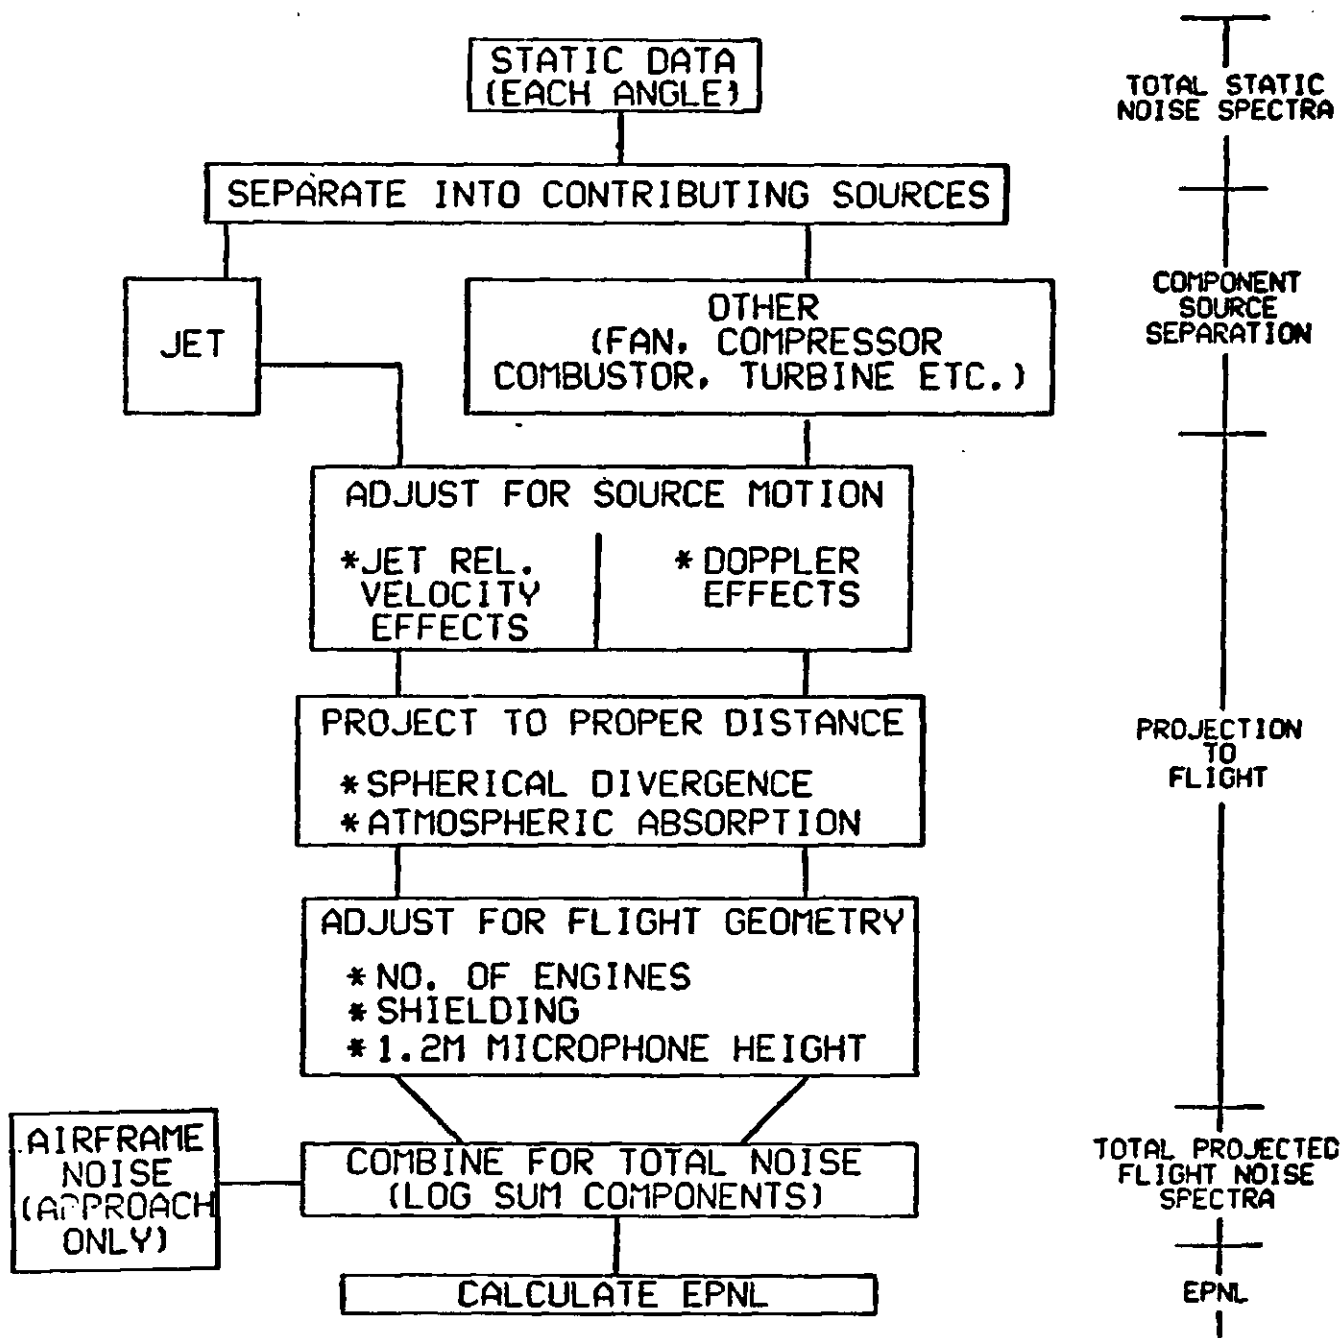 STATIC DATA
(EACH ANGLE)
SEPARATE INTO CONTRIBUTING SOURCES
JET
OTHER
(FAN, COMPRESSOR
COMBUSTOR, TURBINE ETC.)
ADJUST FOR SOURCE MOTION
*JET REL.
VELOCITY
EFFECTS
*DOPPLER
EFFECTS
PROJECT TO PROPER DISTANCE
*SPHERICAL DIVERGENCE
*ATMOSPHERIC ABSORPTION
ADJUST FOR FLIGHT GEOMETRY
*NO. OF ENGINES
*SHIELDING
*1.2M MICROPHONE HEIGHT
AIRFRAME
NOISE
(APPROACH
ONLY)
COMBINE FOR TOTAL NOISE
(LOG SUM COMPONENTS)
CALCULATE EPNL
TOTAL STATIC
NOISE SPECTRA
COMPONENT
SOURCE
SEPARATION
PROJECTION
TO
FLIGHT
TOTAL PROJECTED
FLIGHT NOISE
SPECTRA
EPNL